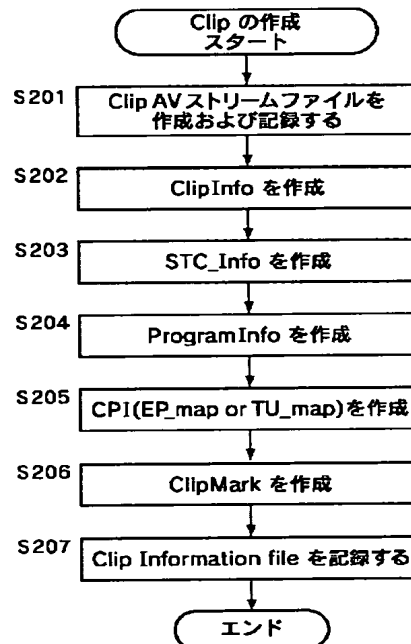 Clip の作成
スタート
S201
Clip AV ストリームファイルを
作成および記録する
S202
ClipInfo を作成
S203
STC_Info を作成
S204
ProgramInfo を作成
S205
CPI(EP_map or TU_map)を作成
S206
ClipMark を作成
S207
Clip Information file を記録する
エンド